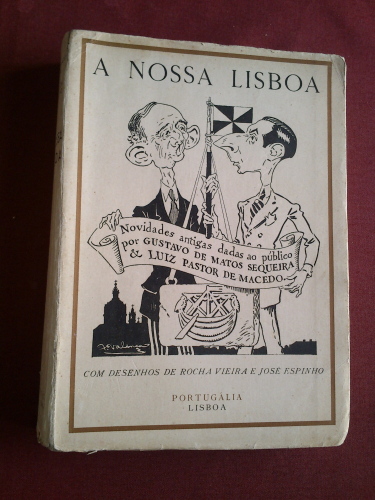 A NOSSA LISBOA
Novidades antigas dadas ao público
por GUSTAVO DE MATOS SEQUEIRA
& LUIZ PASTOR DE MACEDO
COM DESENHOS DE ROCHA VIEIRA E JOSÉ ESPINHO
PORTUGÁLIA
LISBOA